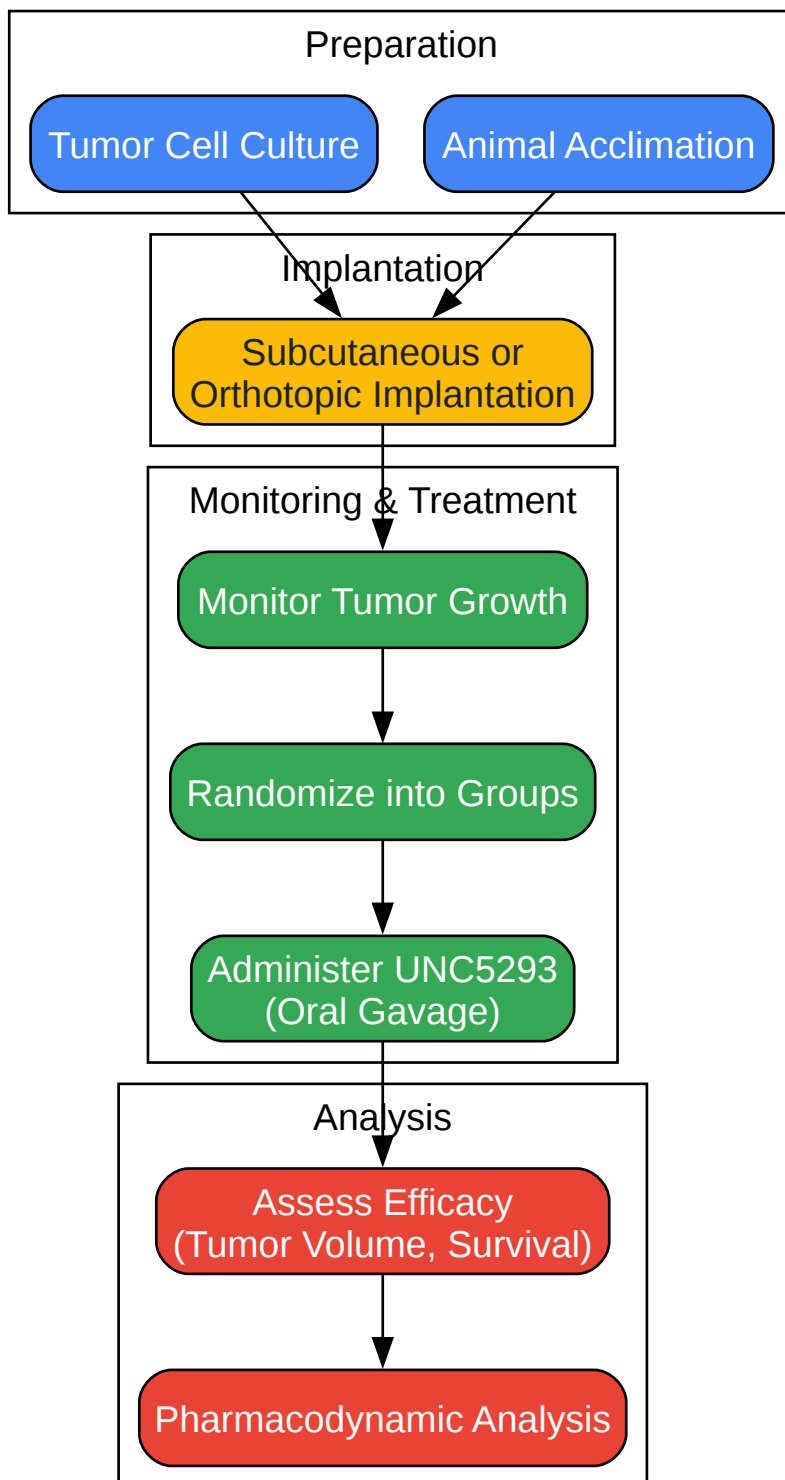 Preparation
Tumor Cell Culture
Animal Acclimation
Implantation
Subcutaneous or
Orthotopic Implantation
Monitoring & Treatment
Monitor Tumor Growth
Randomize into Groups
Administer UNC5293
(Oral Gavage)
Analysis
Assess Efficacy
(Tumor Volume, Survival)
Pharmacodynamic Analysis